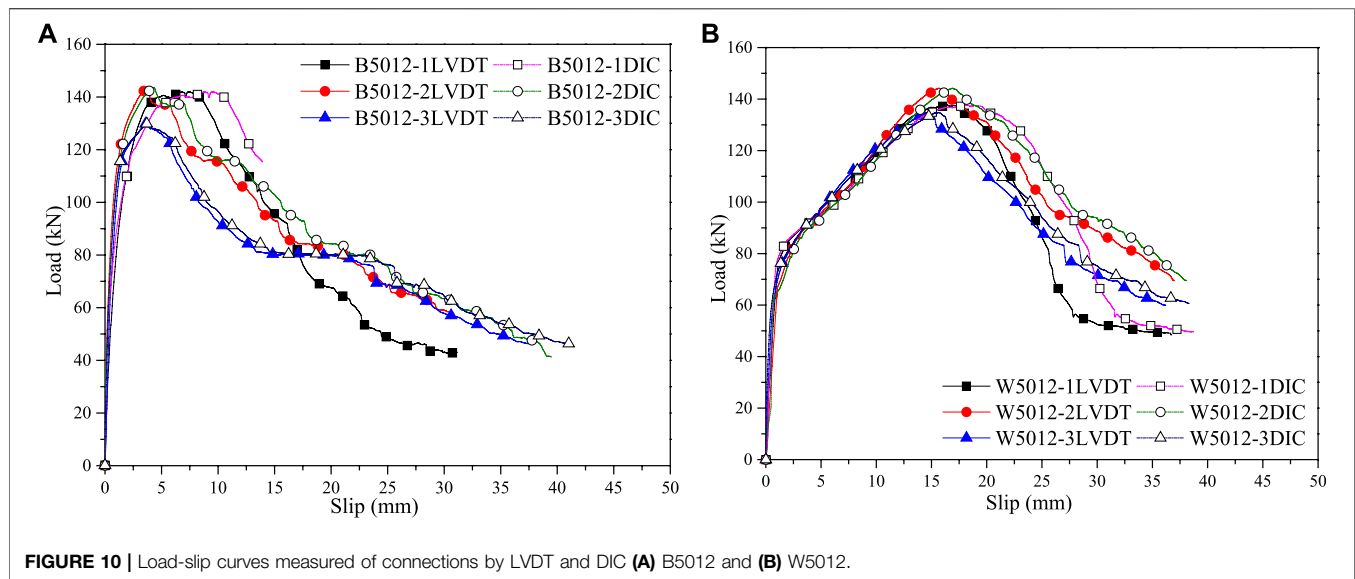 A
160
140
120
100
80
60
40
20
0
Load (kN)
B5012-1LVDT B5012-1DIC
B5012-2LVDT B5012-2DIC
B5012-3LVDT B5012-3DIC
0 5 10 15 20 25 30 35 40 45 50
Slip (mm)
B
160
140
120
100
80
60
40
20
0
Load (kN)
W5012-1LVDT W5012-1DIC
W5012-2LVDT W5012-2DIC
W5012-3LVDT W5012-3DIC
0 5 10 15 20 25 30 35 40 45 50
Slip (mm)
FIGURE 10 | Load-slip curves measured of connections by LVDT and DIC (A) B5012 and (B) W5012.